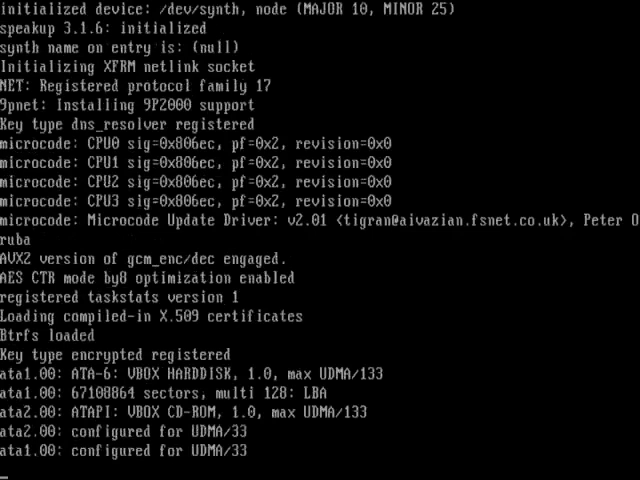 initialized device: /dev/synth, node (MAJOR 10, MINOR 25)
speakup 3.1.6: initialized
synth name on entry is: (null)
Initializing XFRM netlink socket
NET: Registered protocol family 17
9pnet: Installing 9P2000 support
Key type dns_resolver registered
microcode: CPU0 sig=0x806ec, pf=0x2, revision=0x0
microcode: CPU1 sig=0x806ec, pf=0x2, revision=0x0
microcode: CPU2 sig=0x806ec, pf=0x2, revision=0x0
microcode: CPU3 sig=0x806ec, pf=0x2, revision=0x0
microcode: Microcode Update Driver: v2.01 <tigran@aivazian.fsnet.co.uk>, Peter O
ruba
AVX2 version of gcm_enc/dec engaged.
AES CTR mode by8 optimization enabled
registered taskstats version 1
Loading compiled-in X.509 certificates
Btrfs loaded
Key type encrypted registered
ata1.00: ATA-6: VBOX HARDDISK, 1.0, max UDMA/133
ata1.00: 67108864 sectors, multi 128: LBA
ata2.00: ATAPI: VBOX CD-ROM, 1.0, max UDMA/133
ata2.00: configured for UDMA/33
ata1.00: configured for UDMA/33